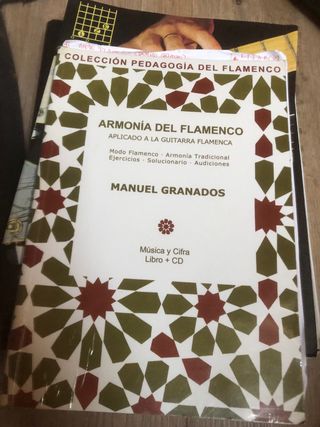 COLECCIÓN PEDAGOGÍA DEL FLAMENCO
ARMONÍA DEL FLAMENCO
APLICADO A LA GUITARRA FLAMENCA
Modo Flamenco · Armonía Tradicional
Ejercicios · Solucionario · Audiciones
MANUEL GRANADOS
Música y Cifra
Libro + CD